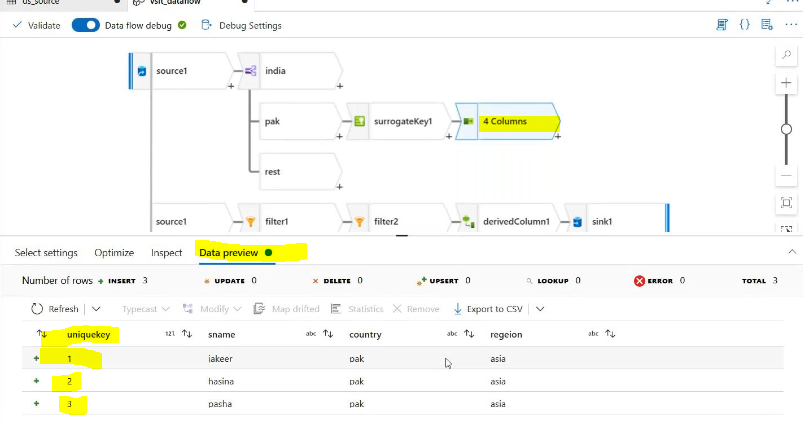 ds_source
vsit_dataflow
Validate Data flow debug Debug Settings
source1 india
pak surrogateKey1 4 Columns
rest
source1 filter1 filter2 derivedColumn1 sink1
Select settings Optimize Inspect Data preview
Number of rows INSERT 3 UPDATE 0 DELETE 0 UPSERT 0 LOOKUP 0 ERROR 0 TOTAL 3
Refresh Typecast Modify Map drifted Statistics Remove Export to CSV
uniquekey 123 sname abc country abc regeion abc
1 iakeer pak asia
2 hasina pak asia
3 pasha pak asia